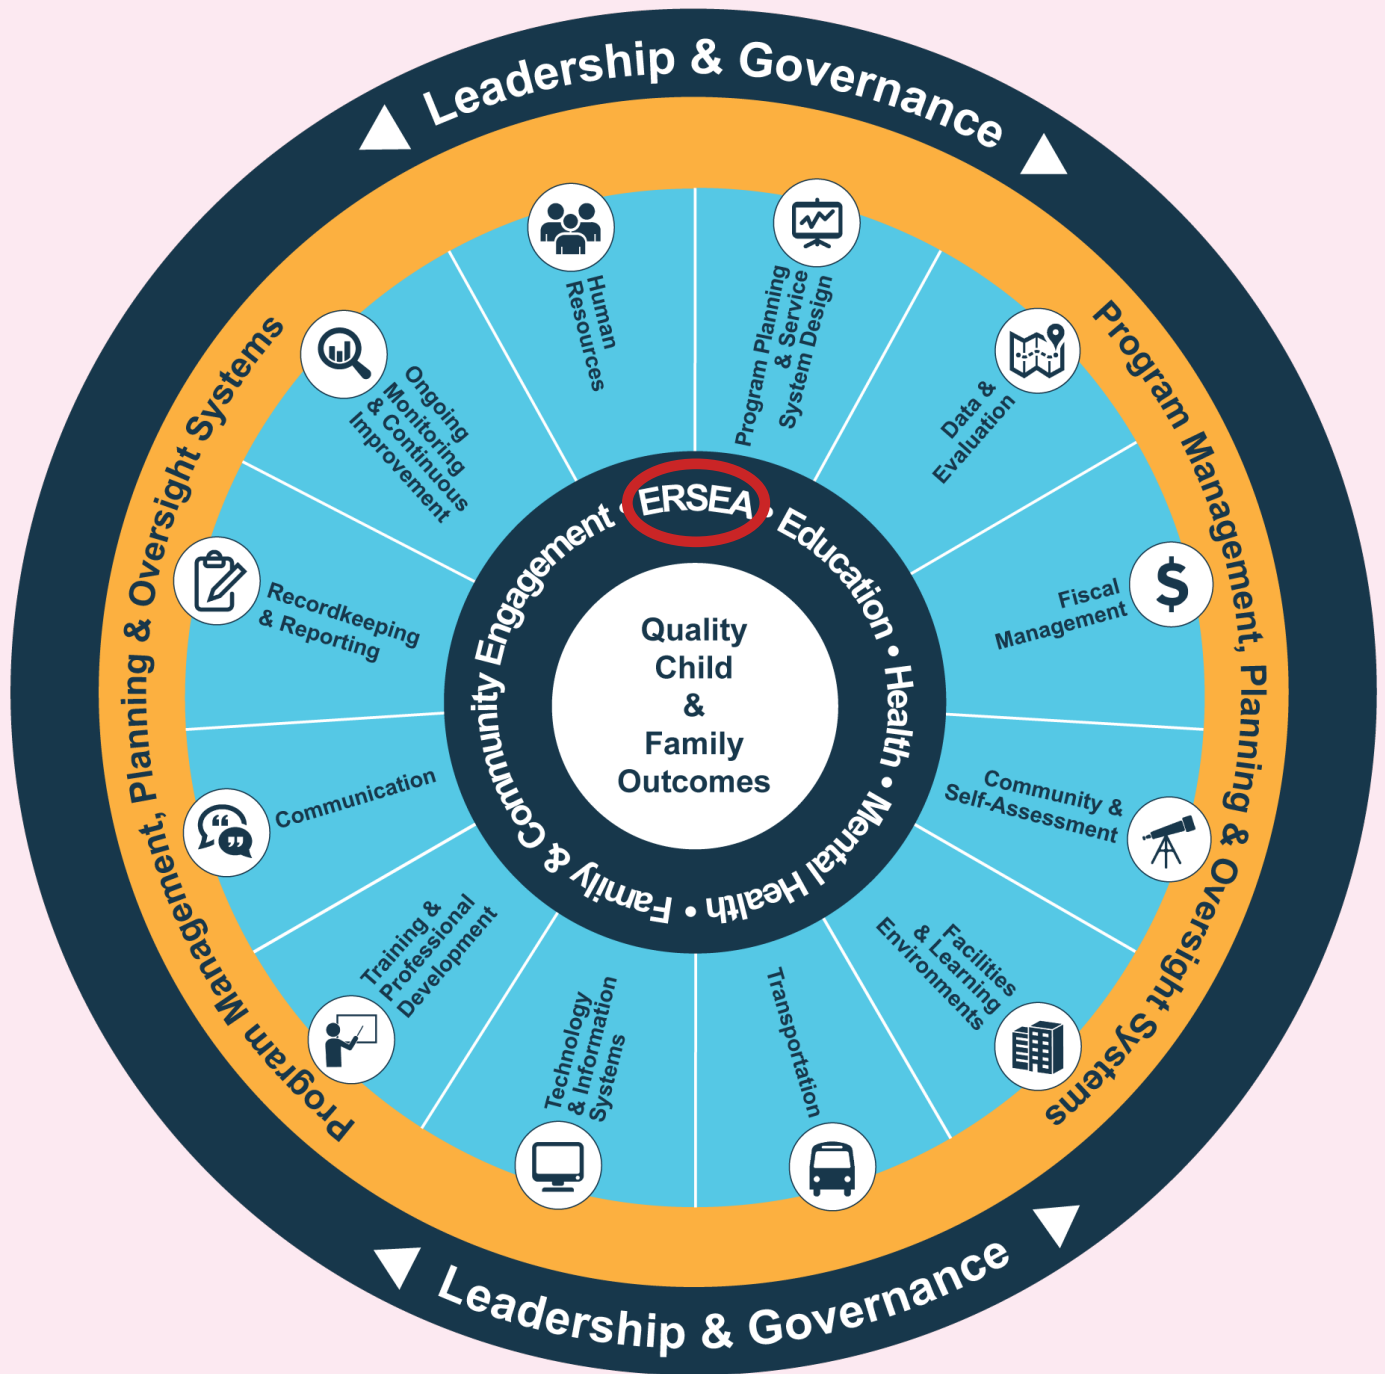 Leadership & Governance
Program Management, Planning & Oversight Systems
Program Management, Planning & Oversight Systems
Human
Resources
Program Planning
& Service
System Design
Data &
Evaluation
Fiscal
Management
Community &
Self-Assessment
Facilities
& Learning
Environments
Transportation
Technology
& Information
Systems
Training &
Professional
Development
Communication
Recordkeeping
& Reporting
Ongoing
Monitoring
& Continuous
Improvement
ERSEA • Education • Health • Mental Health • Family & Community Engagement •
Quality
Child
&
Family
Outcomes
$
Leadership & Governance